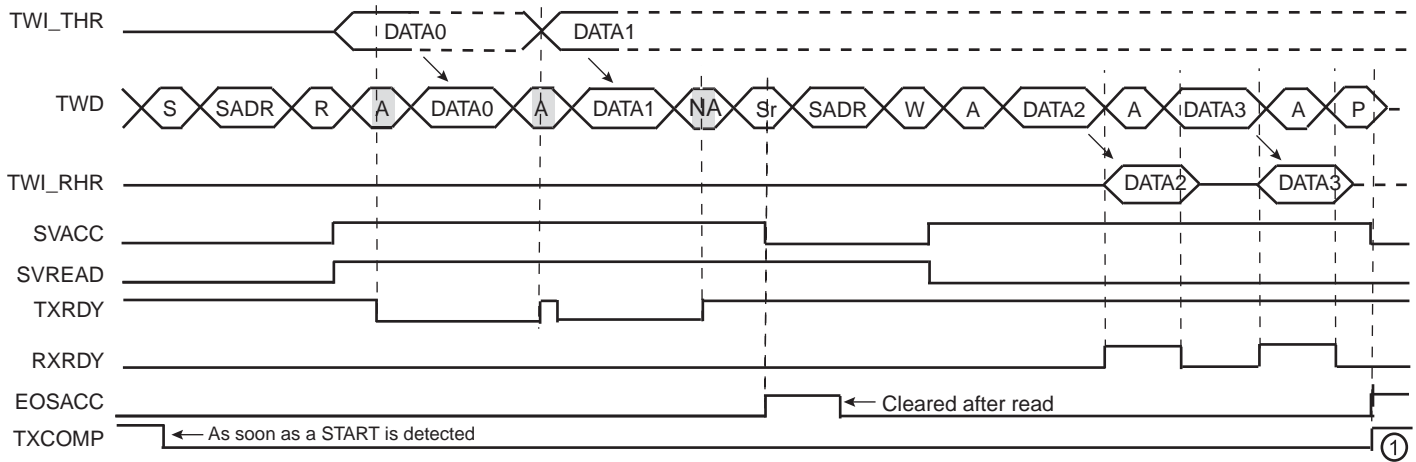 TWI_THR DATA0 DATA1
TWD S SADR R A DATA0 A DATA1 NA Sr SADR W A DATA2 A DATA3 A P
TWI_RHR DATA2 DATA3
SVACC
SVREAD
TXRDY
RXRDY
EOSACC Cleared after read
TXCOMP As soon as a START is detected 1